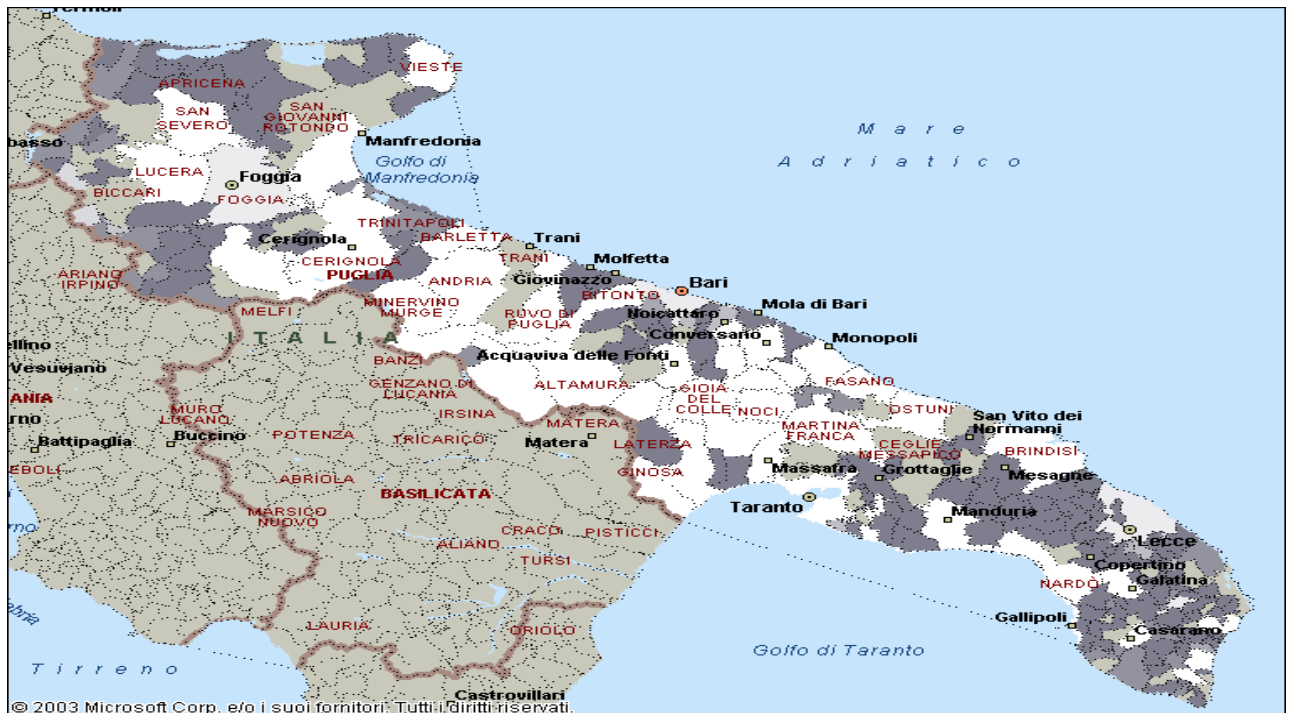 Termoli
VIESTE
APRICENA
SAN
SEVERO
SAN
GIOVANNI
ROTONDO
M a r e
A d r i a t i c o
basso
Manfredonia
Golfo di
Manfredonia
LUCERA
Foggia
BICCARI
FOGGIA
TRINITAPOLI
Cerignola
BARLETTA
Trani
CERIGNOLA
TRANI
Molfetta
ARIANO
IRPINO
PUGLIA
ANDRIA
Giovinazzo
BITONTO
Bari
MELFI
MINERVINO
MURGE
RUVO DI
PUGLIA
Noicattaro
Mola di Bari
I T A L I A
Conversano
Monopoli
ellino
Vesuviano
BANZI
Acquaviva delle Fonti
GENZANO DI
LUCANIA
ALTAMURA
GIOIA
DEL
COLLE
FASANO
ANIA
erno
MURO
LUCANO
IRSINA
NOCI
OSTUNI
San Vito dei
Normanni
Battipaglia
Buccino
POTENZA
TRICARICO
MATERA
Matera
LATERZA
MARTINA
FRANCA
CEGLIE
MESSAPICO
BRINDISI
EBOLI
ABRIOLA
GINOSA
Massafra
Grottaglie
Mesagne
BASILICATA
Taranto
MARSICO
NUOVO
Manduria
erno
CRACO
PISTICCI
ALIANO
Lecce
TURSI
Copertino
NARDÒ
Galatina
abria
LAURIA
ORIOLO
Gallipoli
Casarano
T i r r e n o
Golfo di Taranto
Castrovillari
© 2003 Microsoft Corp. e/o i suoi fornitori. Tutti i diritti riservati.